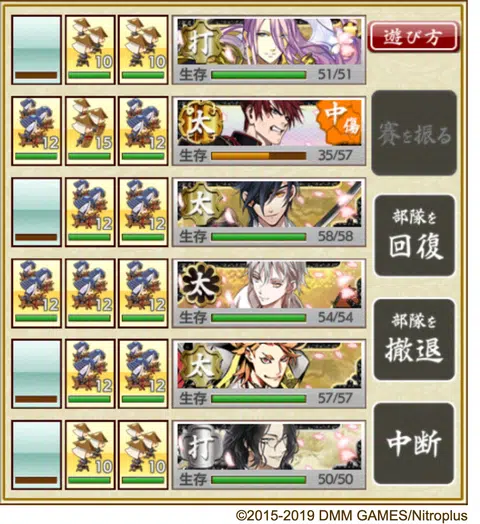 10 10 打 生存 51/51 遊び方
12 15 12 太 中傷 生存 35/57 賽を振る
12 12 太 生存 58/58 部隊を
回復
12 12 12 太 生存 54/54 部隊を
撤退
12 12 太 生存 57/57
10 10 打 生存 50/50 中断
©2015-2019 DMM GAMES/Nitroplus